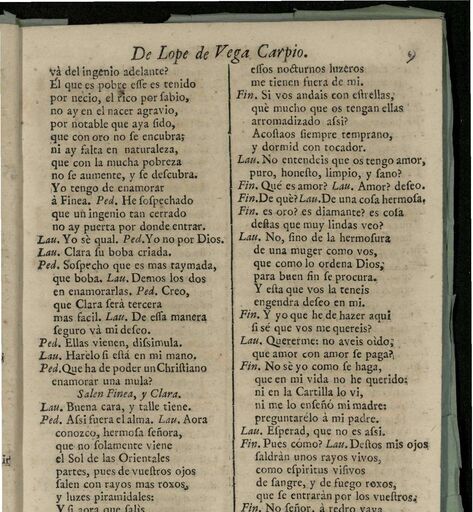 De Lope de Vega Carpio.
9
và del ingenio adelante?
El que es pobre esse es tenido
por necio, el rico por sabio,
no ay en el nacer agravio,
por ñotable que aya sido,
que con oro no se encubra;
ni ay falta en naturaleza,
que con la mucha pobreza
no se aumente, y se descubra.
Yo tengo de enamorar
à Finea. Ped. He sospechado
que un ingenio tan cerrado
no ay puerta por donde entrar.
Lau. Yo sè qual. Ped. Yo no por Dios.
Lau. Clara su boba criada.
Ped. Sospecho que es mas taymada,
que boba. Lau. Demos los dos
en enamorarlas. Ped. Creo,
que Clara será tercera
mas facil. Lau. De essa manera
seguro và mi deseo.
Ped. Ellas vienen, dissimula.
Lau. Harèlo si està en mi mano.
Ped. Que ha de poder un Christiano
enamorar una mula?
Salen Finea, y Clara.
Lau. Buena cara, y talle tiene.
Ped. Assi fuera el alma. Lau. Aora
conozco, hermosa señora,
que no solamente viene
el Sol de las Orientales
partes, pues de vuestros ojos
salen con rayos mas roxos,
y luzes piramidales:
Y si aora que salis
essos nocturnos luzeros
me tienen fuera de mi.
Fin. Si vos andais con estrellas,
què mucho que os tengan ellas
arromadizado assi?
Acostaos siempre temprano,
y dormid con tocador.
Lau. No entendeis que os tengo amor,
puro, honesto, limpio, y sano?
Fin. Què es amor? Lau. Amor? deseo.
Fin. De què? Lau. De una cosa hermosa.
Fin. es oro? es diamante? es cosa
destas que muy lindas veo?
Lau. No, sino de la hermosura
de una muger como vos,
que como lo ordena Dios,
para buen fin se procura.
Y esta que vos la teneis
engendra deseo en mi.
Fin. Y yo que he de hazer aqui
si sè que vos me quereis?
Lau. Quererme: no aveis oido,
que amor con amor se paga?
Fin. No sè yo como se haga,
que en mi vida no he querido:
ni en la Cartilla lo vi,
ni me lo enseñò mi madre:
preguntarèlo à mi padre.
Lau. Esperad, que no es assi.
Fin. Pues còmo? Lau. Destos mis ojos
saldràn unos rayos vivos,
como espiritus visivos
de sangre, y de fuego roxos,
que se entraràn por los vuestros.
Fin. No señor, à redro vaya